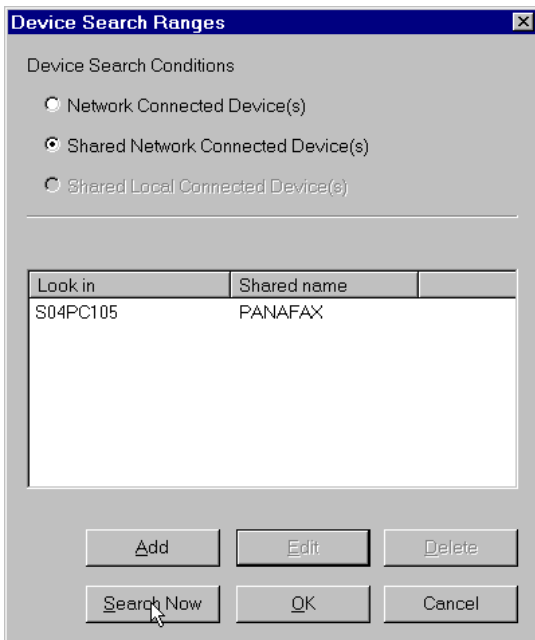 Device Search Ranges
Device Search Conditions
Network Connected Device(s)
Shared Network Connected Device(s)
Shared Local Connected Device(s)
Look in Shared name
S04PC105 PANAFAX
Add Edit Delete
Search Now OK Cancel